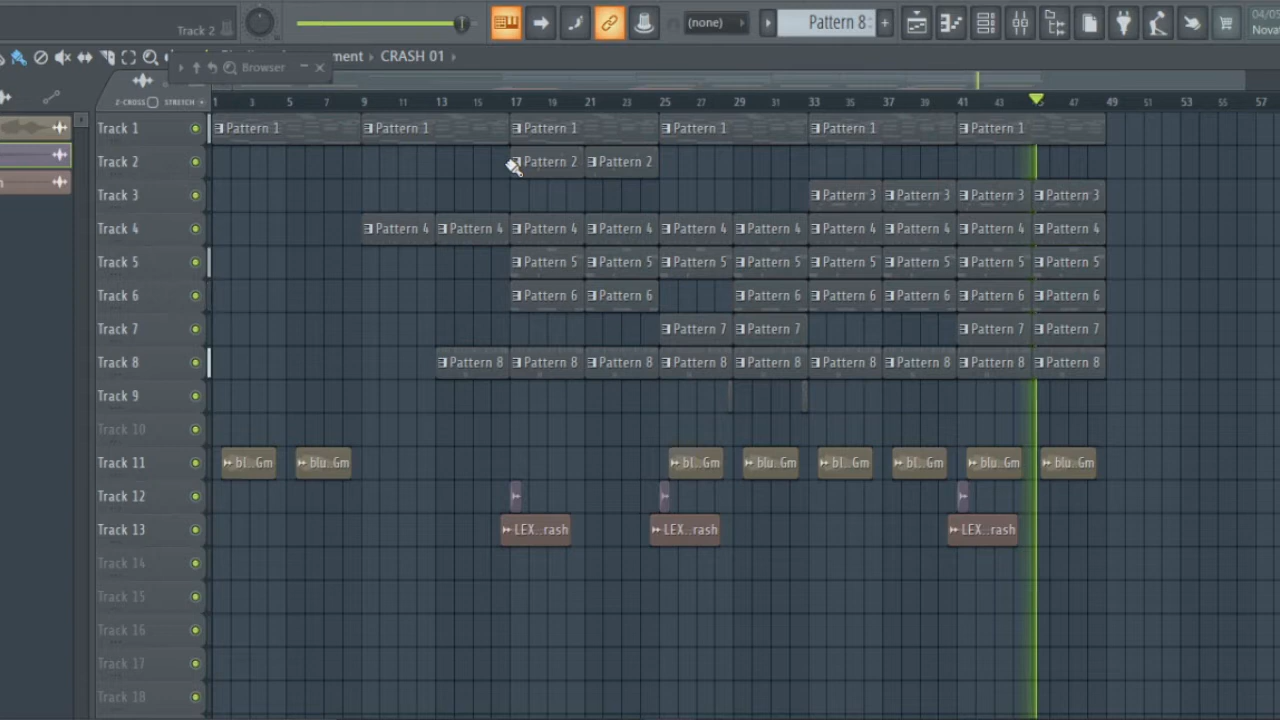 Track 2
(none)
Pattern 8
04/0
Nova
ment › CRASH 01 ›
Browser
Z-CROSS STRETCH
1 3 5 7 9 11 13 15 17 19 21 23 25 27 29 31 33 35 37 39 41 43 45 47 49 51 53 55 57
Track 1 Pattern 1 Pattern 1 Pattern 1 Pattern 1 Pattern 1 Pattern 1
Track 2 Pattern 2 Pattern 2
Track 3 Pattern 3 Pattern 3 Pattern 3 Pattern 3
Track 4 Pattern 4 Pattern 4 Pattern 4 Pattern 4 Pattern 4 Pattern 4 Pattern 4 Pattern 4 Pattern 4 Pattern 4
Track 5 Pattern 5 Pattern 5 Pattern 5 Pattern 5 Pattern 5 Pattern 5 Pattern 5 Pattern 5
Track 6 Pattern 6 Pattern 6 Pattern 6 Pattern 6 Pattern 6 Pattern 6 Pattern 6
Track 7 Pattern 7 Pattern 7 Pattern 7 Pattern 7
Track 8 Pattern 8 Pattern 8 Pattern 8 Pattern 8 Pattern 8 Pattern 8 Pattern 8 Pattern 8 Pattern 8
Track 9
Track 10
Track 11 bl..Gm blu..Gm bl..Gm blu..Gm bl..Gm bl..Gm blu..Gm blu..Gm
Track 12
Track 13 LEX..rash LEX..rash LEX..rash
Track 14
Track 15
Track 16
Track 17
Track 18